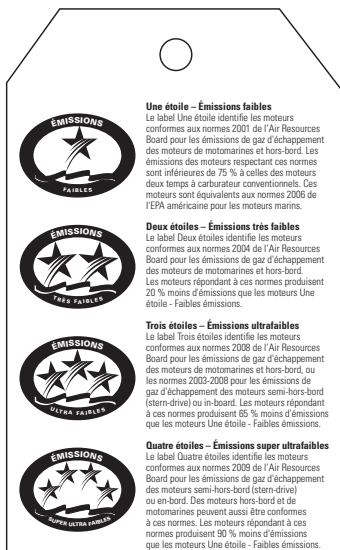 ÉMISSIONS
FAIBLES
Une étoile – Émissions faibles
Le label Une étoile identifie les moteurs
conformes aux normes 2001 de l'Air Resources
Board pour les émissions de gaz d'échappement
des moteurs de motomarines et hors-bord. Les
émissions des moteurs respectant ces normes
sont inférieures de 75 % à celles des moteurs
deux temps à carburateur conventionnels. Ces
moteurs sont équivalents aux normes 2006 de
l'EPA américaine pour les moteurs marins.
ÉMISSIONS
TRÈS FAIBLES
Deux étoiles – Émissions très faibles
Le label Deux étoiles identifie les moteurs
conformes aux normes 2004 de l'Air Resources
Board pour les émissions de gaz d'échappement
des moteurs de motomarines et hors-bord.
Les moteurs répondant à ces normes produisent
20 % moins d'émissions que les moteurs Une
étoile - Faibles émissions.
ÉMISSIONS
ULTRA FAIBLES
Trois étoiles – Émissions ultrafaibles
Le label Trois étoiles identifie les moteurs
conformes aux normes 2008 de l'Air Resources
Board pour les émissions de gaz d'échappement
des moteurs de motomarines et hors-bord, ou
les normes 2003-2008 pour les émissions de
gaz d'échappement des moteurs semi-hors-bord
(stern-drive) ou in-board. Les moteurs répondant
à ces normes produisent 65 % moins d'émissions
que les moteurs Une étoile - Faibles émissions.
ÉMISSIONS
SUPER ULTRA FAIBLES
Quatre étoiles – Émissions super ultrafaibles
Le label Quatre étoiles identifie les moteurs
conformes aux normes 2009 de l'Air Resources
Board pour les émissions de gaz d'échappement
des moteurs semi-hors-bord (stern-drive)
ou en-bord. Des moteurs hors-bord et de
motomarines peuvent aussi être conformes
à ces normes. Les moteurs répondant à ces
normes produisent 90 % moins d'émissions
que les moteurs Une étoile - Faibles émissions.